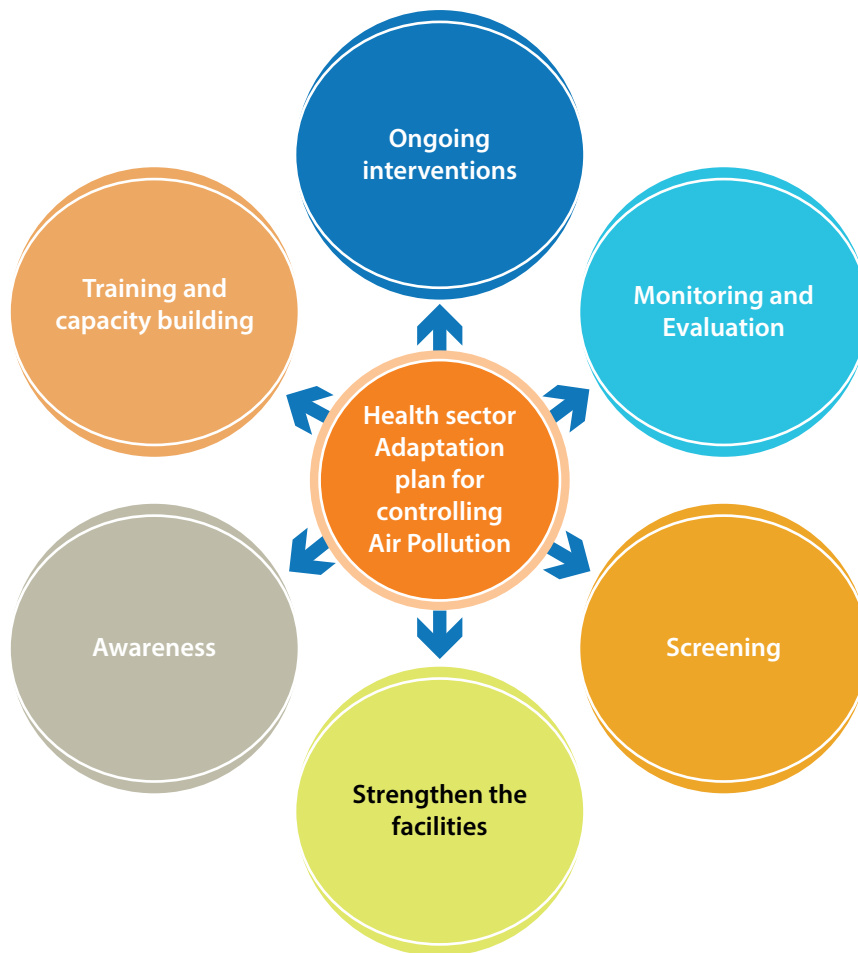 Ongoing
interventions
Training and
capacity building
Monitoring and
Evaluation
Health sector
Adaptation
plan for
controlling
Air Pollution
Awareness
Screening
Strengthen the
facilities